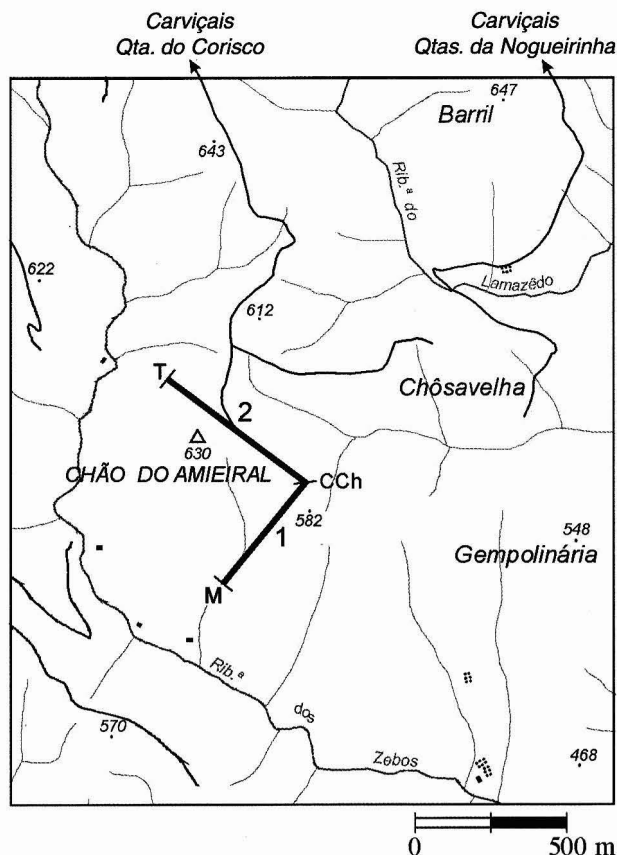 Carviçais
Qta. do Corisco
Carviçais
Qtas. da Nogueirinha
647
Barril
643
Rib.ª do
622
Lamazêdo
612
T
Chôsavelha
2
630
CHÃO DO AMIEIRAL
CCh
582
548
1
Gempolinária
M
Rib.ª
dos
570
Zebos
468
0
500 m